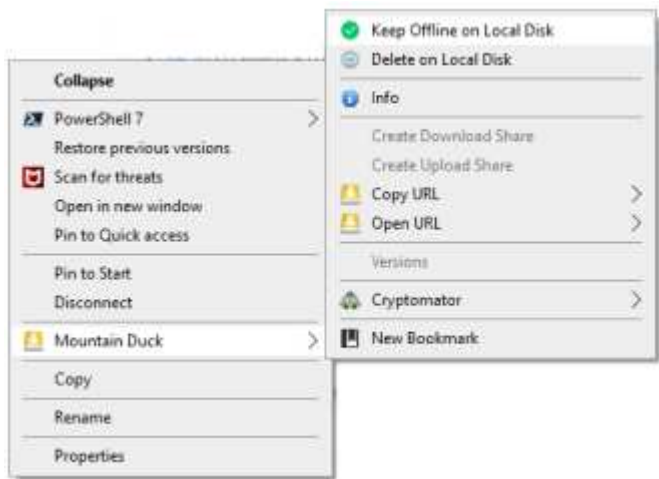 Collapse
PowerShell 7
Restore previous versions
Scan for threats
Open in new window
Pin to Quick access
Pin to Start
Disconnect
Mountain Duck
Copy
Rename
Properties
Keep Offline on Local Disk
Delete on Local Disk
Info
Create Download Share
Create Upload Share
Copy URL
Open URL
Versions
Cryptomator
New Bookmark